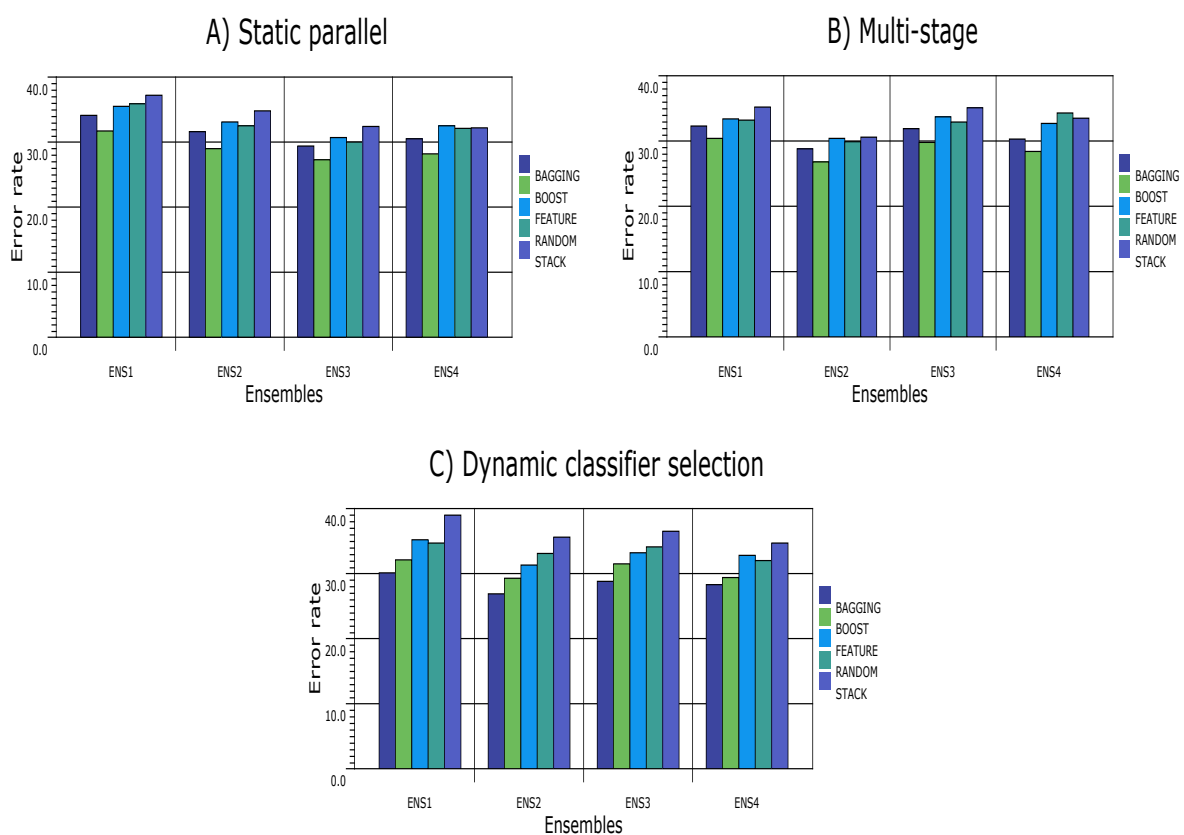 A) Static parallel
40.0
30.0
20.0
10.0
0.0
Error rate
ENS1 ENS2 ENS3 ENS4
Ensembles
BAGGING
BOOST
FEATURE
RANDOM
STACK
B) Multi-stage
40.0
30.0
20.0
10.0
0.0
Error rate
ENS1 ENS2 ENS3 ENS4
Ensembles
BAGGING
BOOST
FEATURE
RANDOM
STACK
C) Dynamic classifier selection
40.0
30.0
20.0
10.0
0.0
Error rate
ENS1 ENS2 ENS3 ENS4
Ensembles
BAGGING
BOOST
FEATURE
RANDOM
STACK